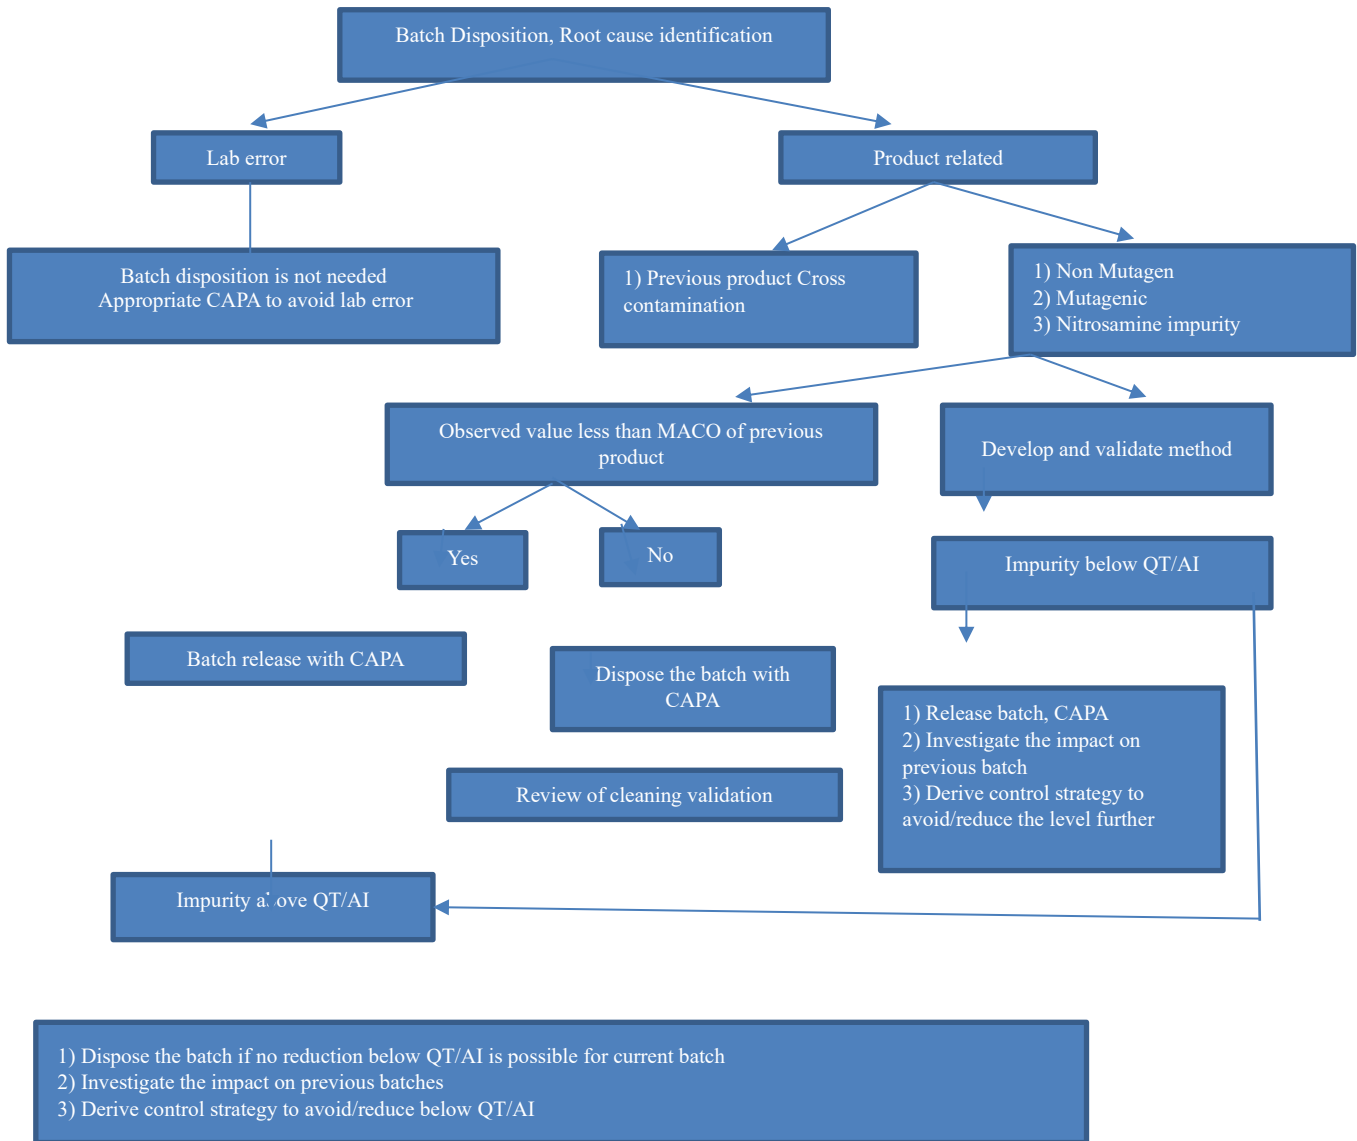 Batch Disposition, Root cause identification
Lab error
Product related
Batch disposition is not needed
Appropriate CAPA to avoid lab error
1) Previous product Cross
contamination
1) Non Mutagen
2) Mutagenic
3) Nitrosamine impurity
Observed value less than MACO of previous
product
Develop and validate method
Yes
No
Impurity below QT/AI
Batch release with CAPA
Dispose the batch with
CAPA
1) Release batch, CAPA
2) Investigate the impact on
previous batch
3) Derive control strategy to
avoid/reduce the level further
Review of cleaning validation
Impurity above QT/AI
1) Dispose the batch if no reduction below QT/AI is possible for current batch
2) Investigate the impact on previous batches
3) Derive control strategy to avoid/reduce below QT/AI